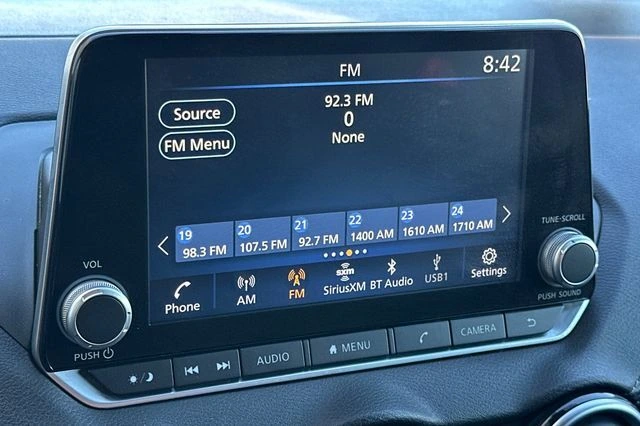 FM 8:42
Source
FM Menu
92.3 FM
0
None
19 20 21 22 23 24
98.3 FM 107.5 FM 92.7 FM 1400 AM 1610 AM 1710 AM
Phone AM FM sxm SiriusXM BT Audio USB1 Settings
VOL
PUSH
TUNE·SCROLL
PUSH SOUND
AUDIO MENU CAMERA